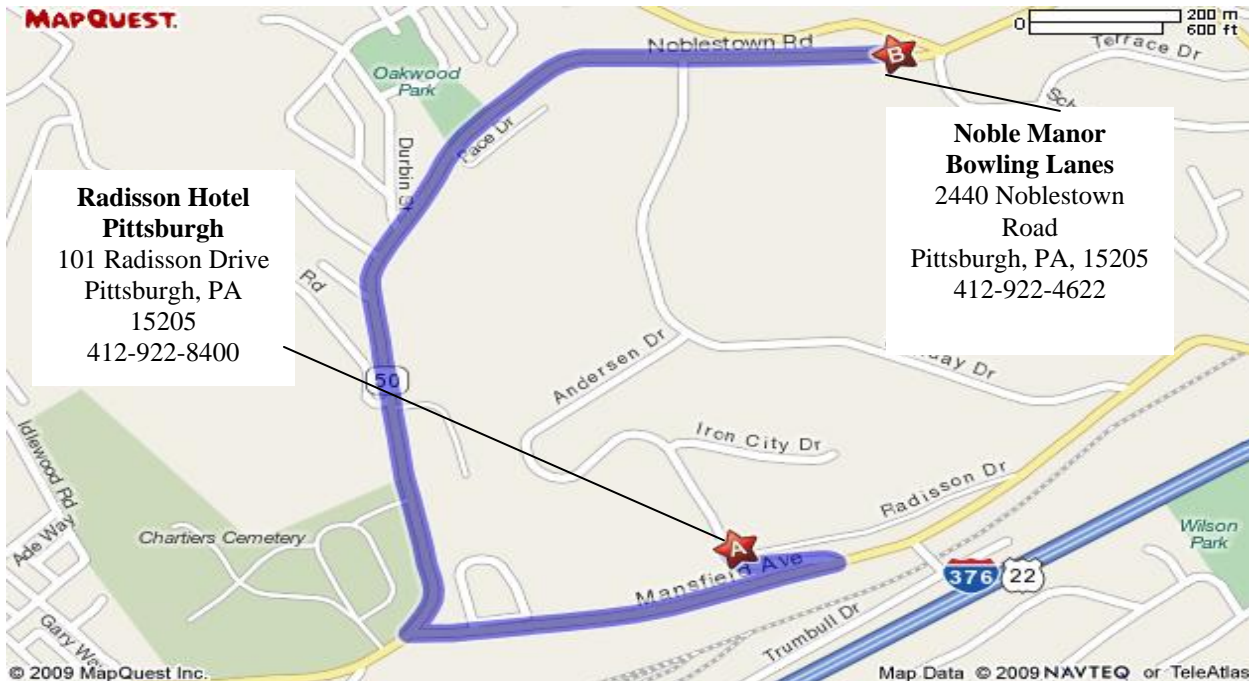 MAPQUEST.
0 200 m
600 ft
Noblestown Rd
B
Terrace Dr
Oakwood
Park
Pace Dr
Durbin St
Noble Manor
Bowling Lanes
2440 Noblestown
Road
Pittsburgh, PA, 15205
412-922-4622
Radisson Hotel
Pittsburgh
101 Radisson Drive
Pittsburgh, PA
15205
412-922-8400
Rd
50
Andersen Dr
Dr
Iron City Dr
Radisson Dr
Idlewood Rd
Ade Way
Chartiers Cemetery
A
Mansfield Ave
Wilson
Park
376
22
Trumbull Dr
Gary Way
© 2009 MapQuest Inc.
Map Data © 2009 NAVTEQ or TeleAtlas